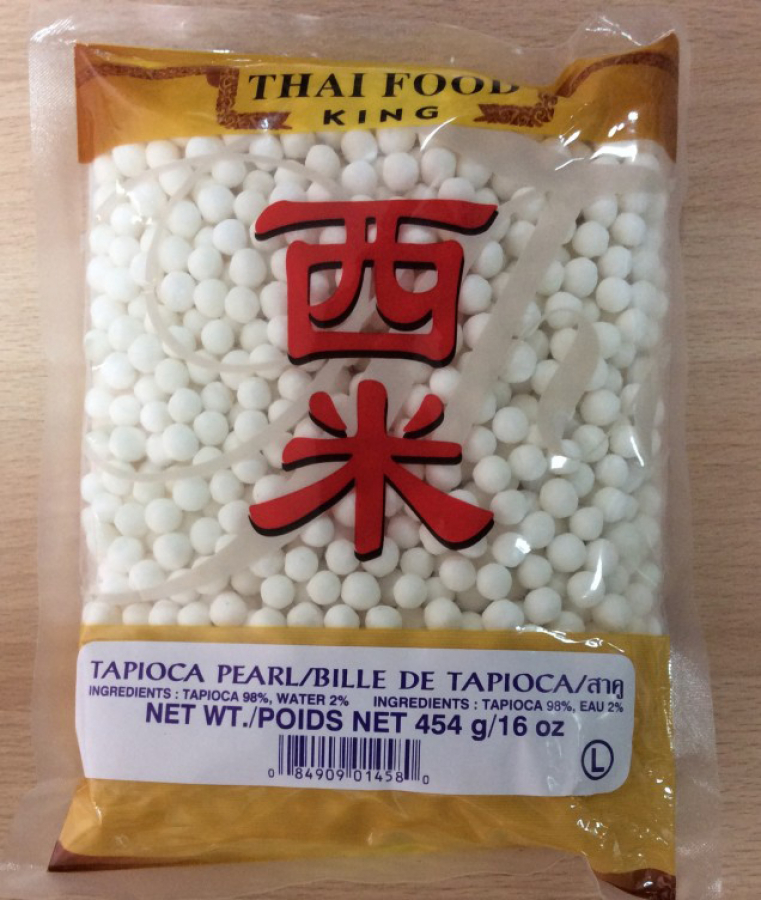 THAI FOOD
KING
西
米
TAPIOCA PEARL/BILLE DE TAPIOCA/สาคู
INGREDIENTS : TAPIOCA 98%, WATER 2% INGREDIENTS : TAPIOCA 98%, EAU 2%
NET WT./POIDS NET 454 g/16 oz
L
0 84909 01458 0